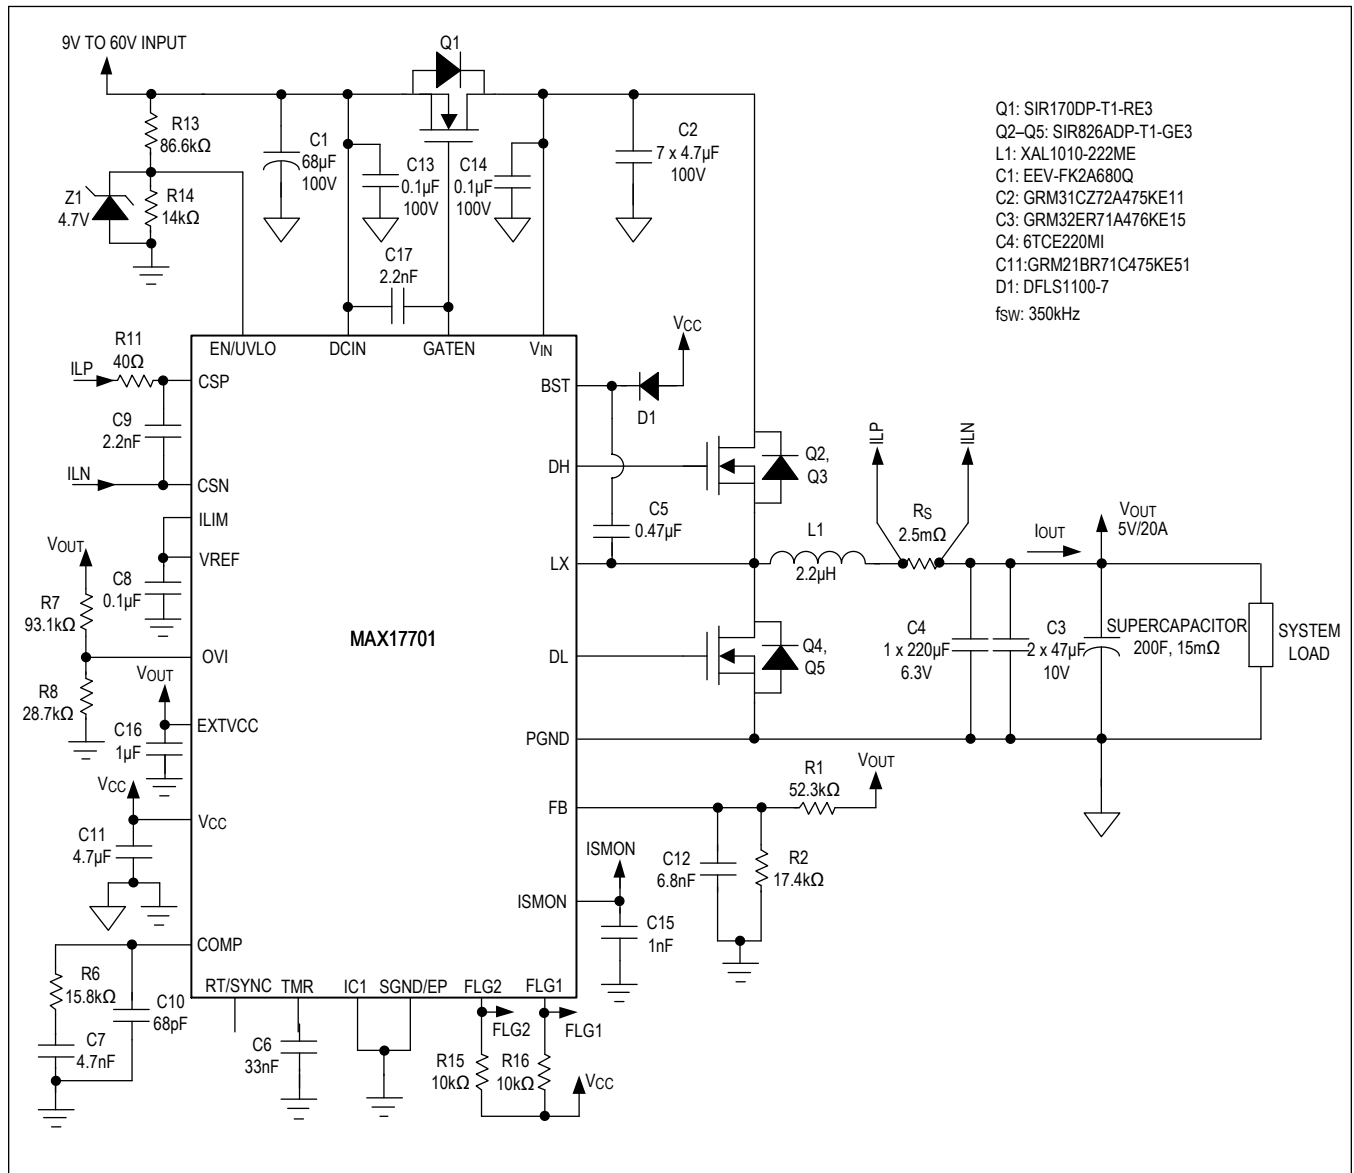 9V TO 60V INPUT
Q1
R13
86.6kΩ
C1
68µF
100V
C13
0.1µF
100V
C14
0.1µF
100V
C2
7 x 4.7µF
100V
Z1
4.7V
R14
14kΩ
C17
2.2nF
Q1: SIR170DP-T1-RE3
Q2–Q5: SIR826ADP-T1-GE3
L1: XAL1010-222ME
C1: EEV-FK2A680Q
C2: GRM31CZ72A475KE11
C3: GRM32ER71A476KE15
C4: 6TCE220MI
C11:GRM21BR71C475KE51
D1: DFLS1100-7
fSW: 350kHz
EN/UVLO
DCIN
GATEN
VIN
VCC
R11
40Ω
ILP
CSP
BST
D1
C9
2.2nF
ILN
CSN
DH
Q2,
Q3
ILP
ILN
ILIM
VOUT
VREF
C8
0.1µF
C5
0.47µF
LX
L1
2.2µH
RS
2.5mΩ
IOUT
VOUT
5V/20A
R7
93.1kΩ
MAX17701
OVI
DL
Q4,
Q5
C4
1 x 220µF
6.3V
C3
2 x 47µF
10V
SUPERCAPACITOR
200F, 15mΩ
SYSTEM
LOAD
R8
28.7kΩ
VOUT
EXTVCC
C16
1µF
PGND
VCC
VCC
C11
4.7µF
FB
R1
52.3kΩ
VOUT
C12
6.8nF
R2
17.4kΩ
ISMON
ISMON
C15
1nF
COMP
R6
15.8kΩ
C10
68pF
C7
4.7nF
RT/SYNC
TMR
IC1
SGND/EP
FLG2
FLG1
C6
33nF
FLG2
FLG1
R15
10kΩ
R16
10kΩ
VCC